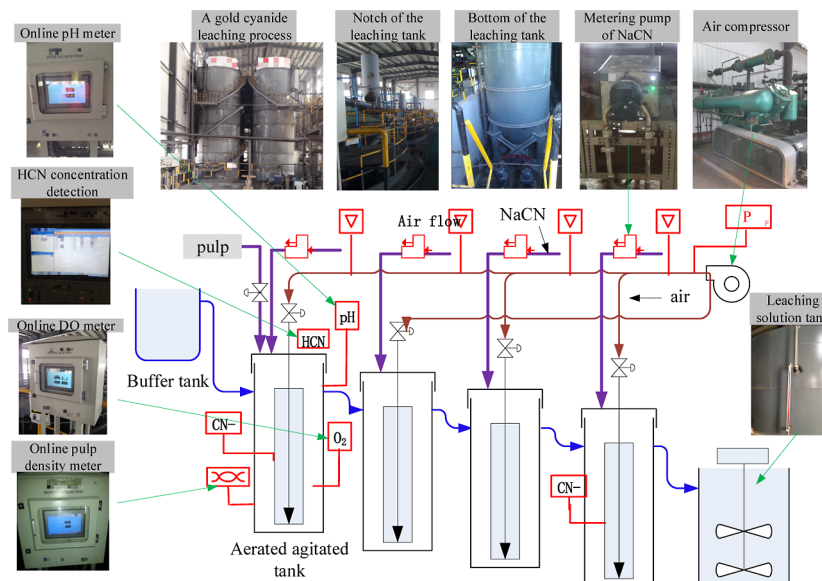 Online pH meter
A gold cyanide
leaching process
Notch of the
leaching tank
Bottom of the
leaching tank
Metering pump
of NaCN
Air compressor
HCN concentration
detection
pulp
Air flow
NaCN
P
P
air
pH
HCN
Leaching
solution tan
Online DO meter
Buffer tank
CN-
O2
Online pulp
density meter
CN-
Aerated agitated
tank